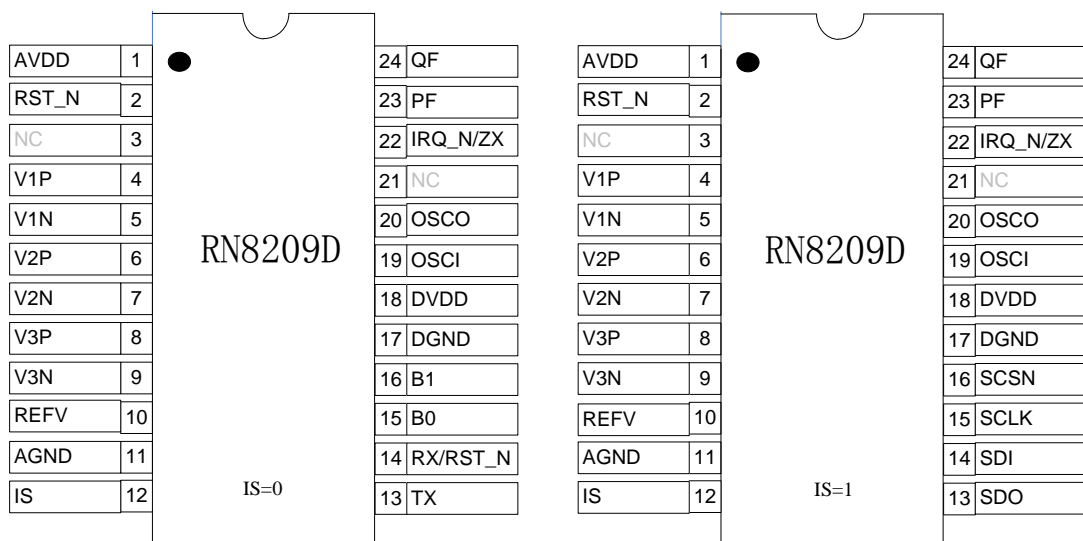 AVDD 1
RST_N 2
NC 3
V1P 4
V1N 5
V2P 6
V2N 7
V3P 8
V3N 9
REFV 10
AGND 11
IS 12
RN8209D
IS=0
24 QF
23 PF
22 IRQ_N/ZX
21 NC
20 OSCO
19 OSCI
18 DVDD
17 DGND
16 B1
15 B0
14 RX/RST_N
13 TX
AVDD 1
RST_N 2
NC 3
V1P 4
V1N 5
V2P 6
V2N 7
V3P 8
V3N 9
REFV 10
AGND 11
IS 12
RN8209D
IS=1
24 QF
23 PF
22 IRQ_N/ZX
21 NC
20 OSCO
19 OSCI
18 DVDD
17 DGND
16 SCSN
15 SCLK
14 SDI
13 SDO